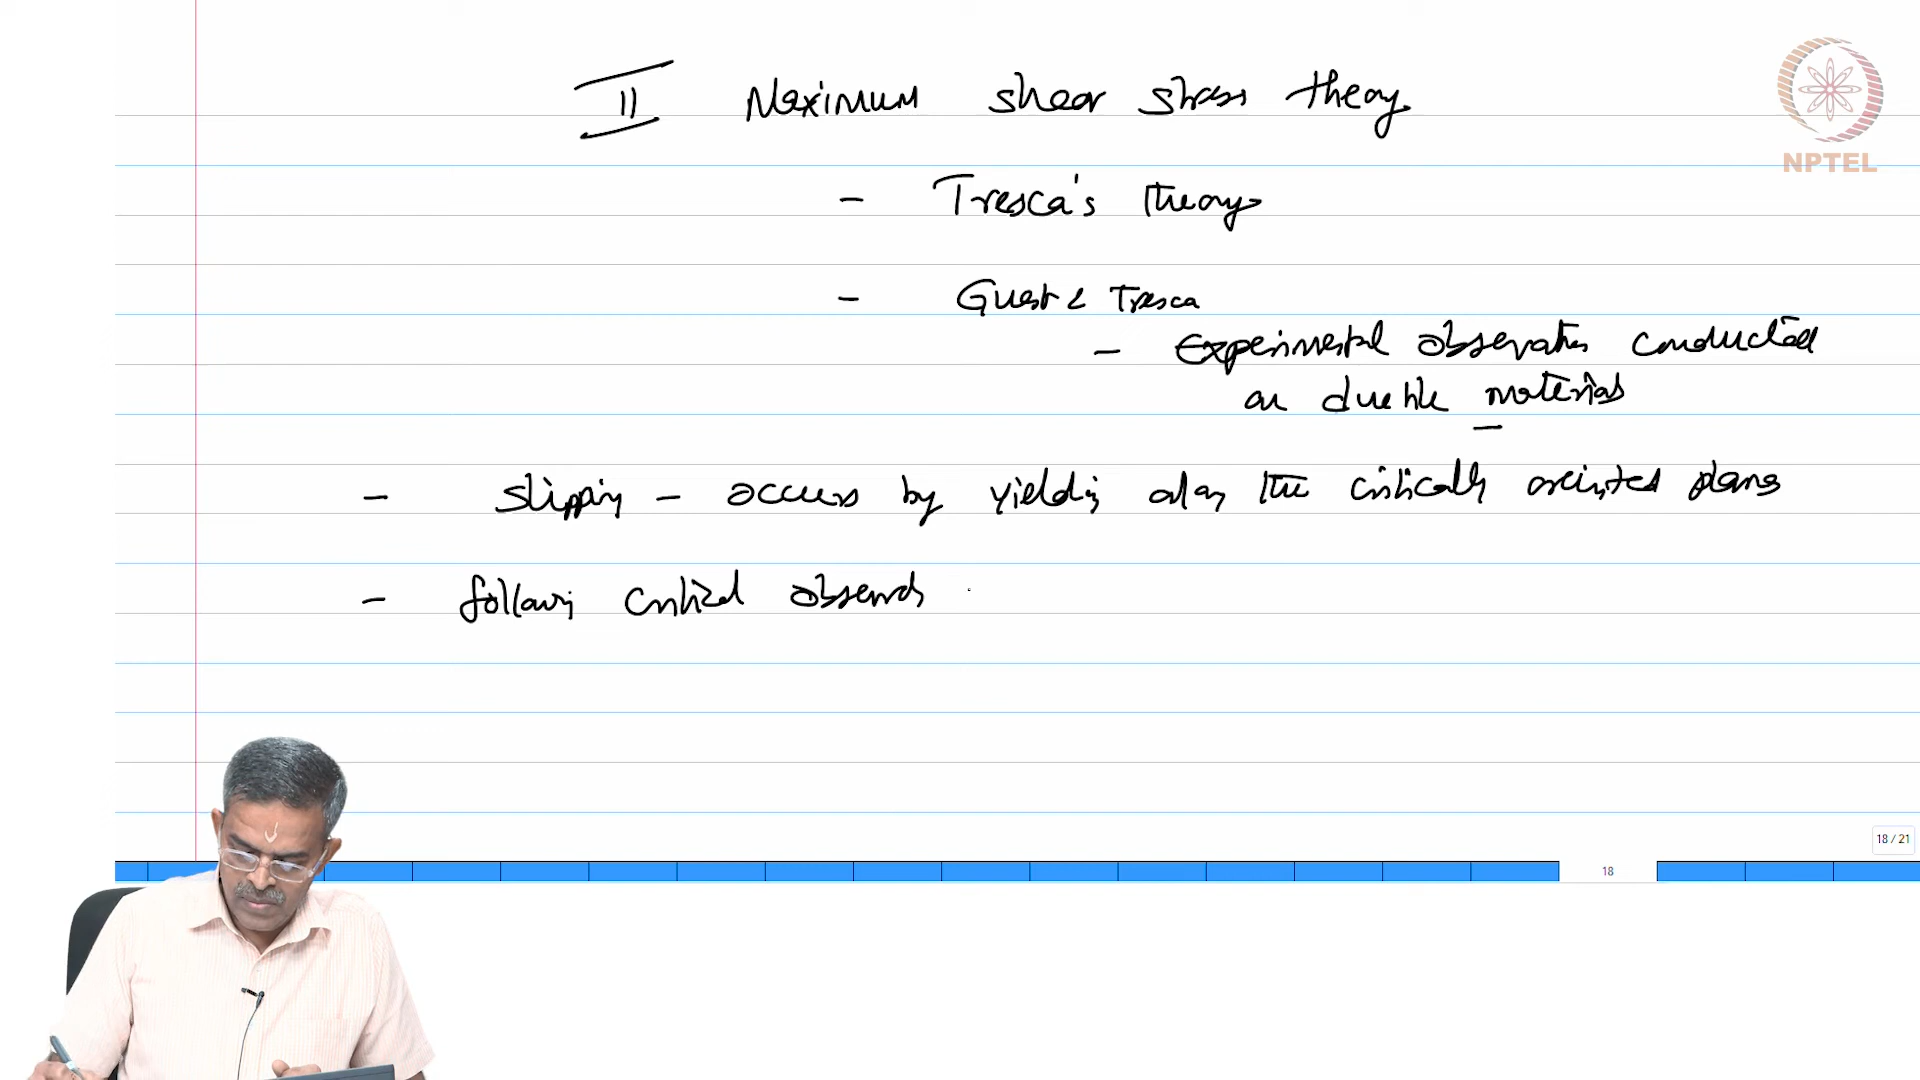 II Maximum shear stress theory
NPTEL
- Tresca's theory
- Guest & Tresca
- Experimental observations conducted
on ductile materials
- Slipping - occurs by yielding along the critically oriented planes
- following critical
18 / 21
18